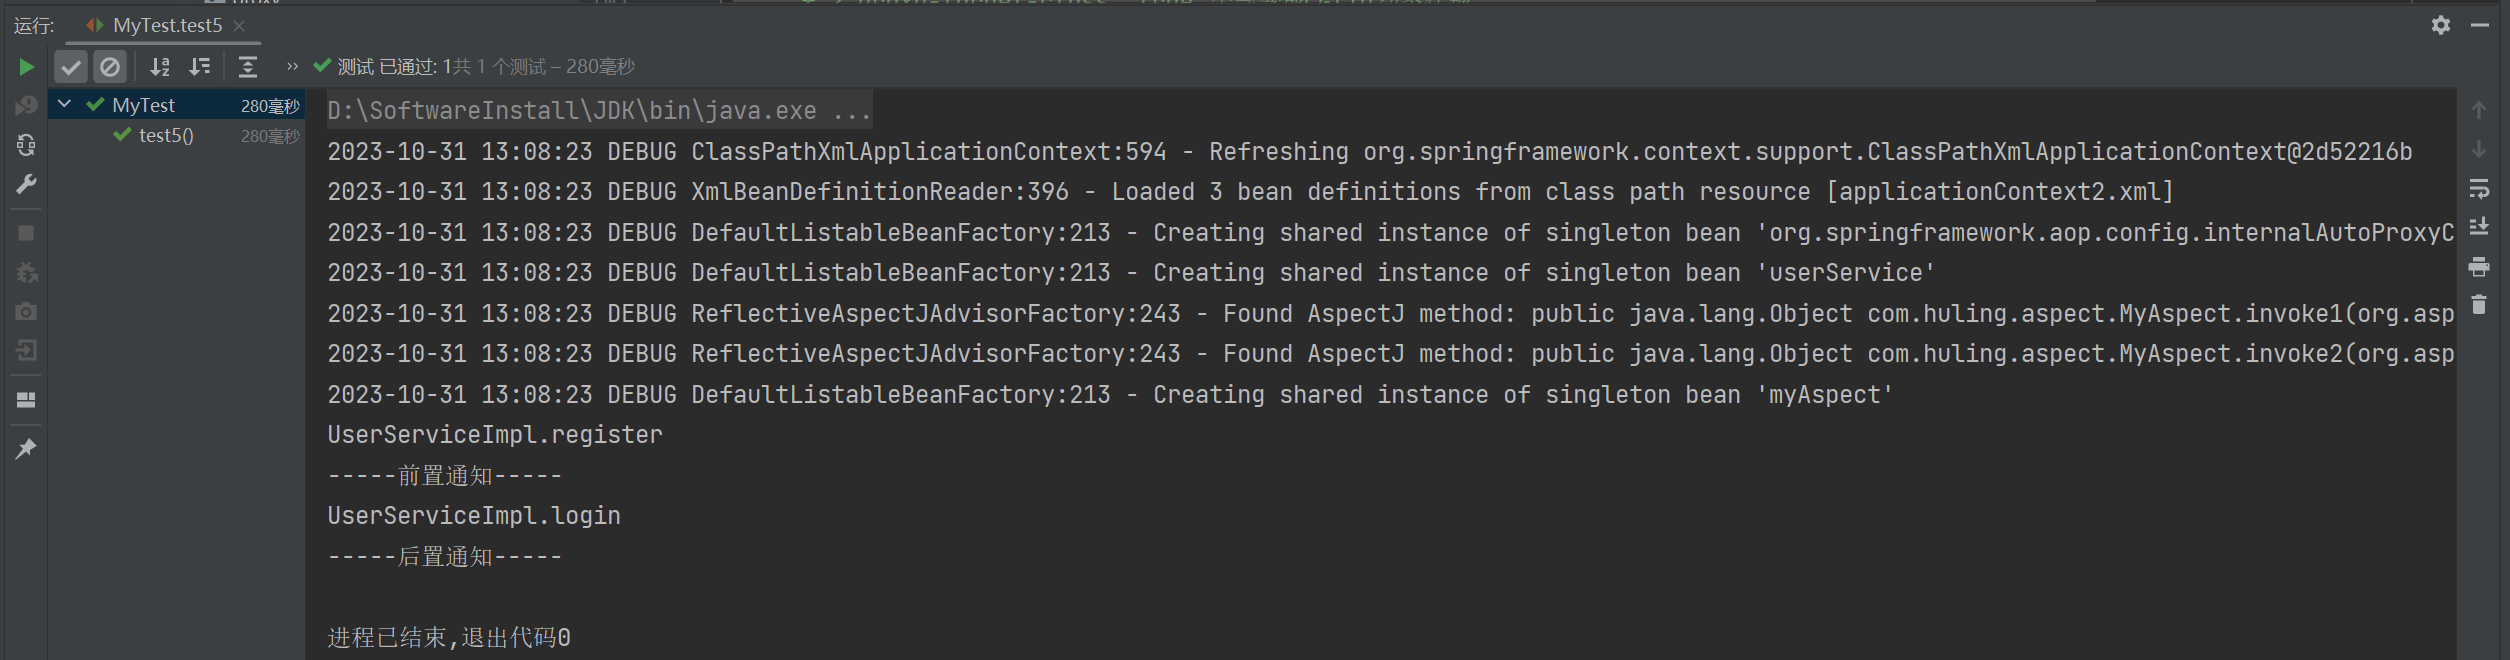 运行: MyTest.test5
测试 已通过: 1共 1 个测试 – 280毫秒
MyTest 280毫秒
test5() 280毫秒
D:\SoftwareInstall\JDK\bin\java.exe ...
2023-10-31 13:08:23 DEBUG ClassPathXmlApplicationContext:594 - Refreshing org.springframework.context.support.ClassPathXmlApplicationContext@2d52216b
2023-10-31 13:08:23 DEBUG XmlBeanDefinitionReader:396 - Loaded 3 bean definitions from class path resource [applicationContext2.xml]
2023-10-31 13:08:23 DEBUG DefaultListableBeanFactory:213 - Creating shared instance of singleton bean 'org.springframework.aop.config.internalAutoProxyC
2023-10-31 13:08:23 DEBUG DefaultListableBeanFactory:213 - Creating shared instance of singleton bean 'userService'
2023-10-31 13:08:23 DEBUG ReflectiveAspectJAdvisorFactory:243 - Found AspectJ method: public java.lang.Object com.huling.aspect.MyAspect.invoke1(org.asp
2023-10-31 13:08:23 DEBUG ReflectiveAspectJAdvisorFactory:243 - Found AspectJ method: public java.lang.Object com.huling.aspect.MyAspect.invoke2(org.asp
2023-10-31 13:08:23 DEBUG DefaultListableBeanFactory:213 - Creating shared instance of singleton bean 'myAspect'
UserServiceImpl.register
-----前置通知-----
UserServiceImpl.login
-----后置通知-----
进程已结束,退出代码0